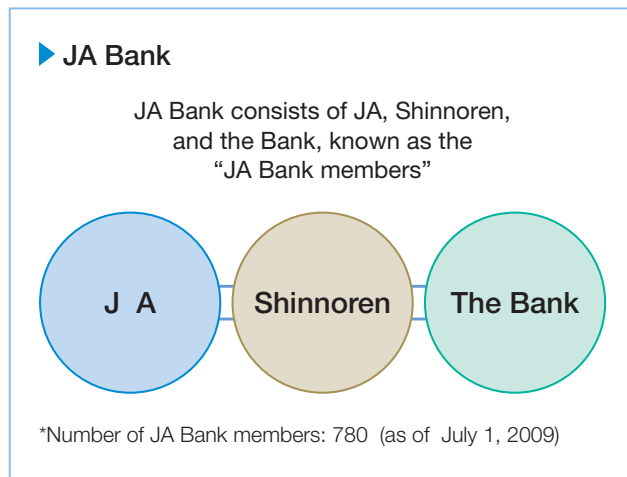 JA Bank
JA Bank consists of JA, Shinnoren,
and the Bank, known as the
“JA Bank members”
J A
Shinnoren
The Bank
*Number of JA Bank members: 780 (as of July 1, 2009)